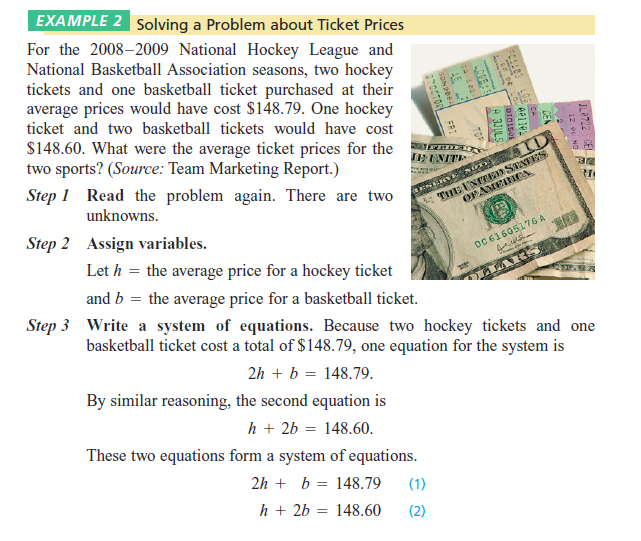 EXAMPLE 2 Solving a Problem about Ticket Prices
For the 2008–2009 National Hockey League and
National Basketball Association seasons, two hockey
tickets and one basketball ticket purchased at their
average prices would have cost $148.79. One hockey
ticket and two basketball tickets would have cost
$148.60. What were the average ticket prices for the
two sports? (Source: Team Marketing Report.)
Step 1 Read the problem again. There are two
unknowns.
Step 2 Assign variables.
Let h = the average price for a hockey ticket
and b = the average price for a basketball ticket.
THE UNITED STATES
OF AMERICA
DC61605176A
Step 3 Write a system of equations. Because two hockey tickets and one
basketball ticket cost a total of $148.79, one equation for the system is
2h + b = 148.79.
By similar reasoning, the second equation is
h + 2b = 148.60.
These two equations form a system of equations.
2h + b = 148.79 (1)
h + 2b = 148.60 (2)